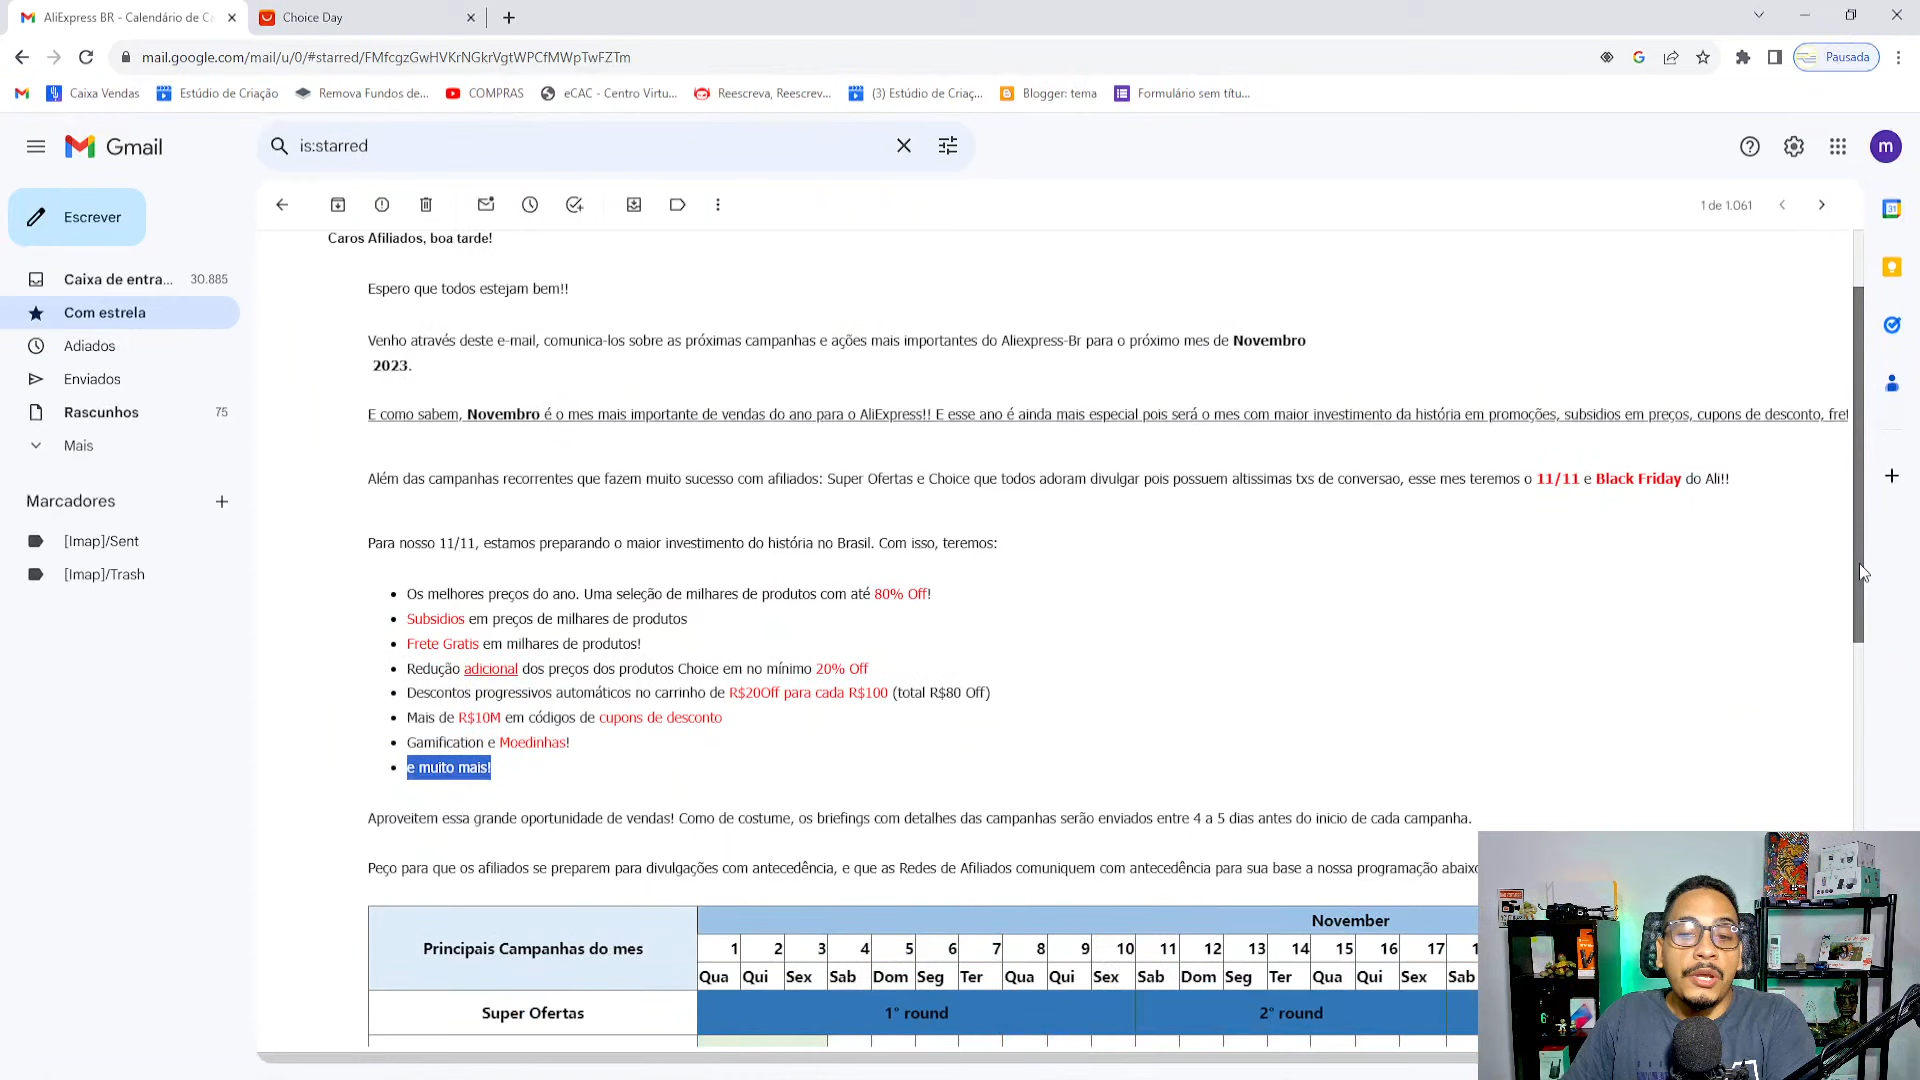 AliExpress BR - Calendário de Ca
Choice Day
mail.google.com/mail/u/0/#starred/FMfcgzGwHVKrNGkrVgtWPCfMWpTwFZTm
Pausada
Caixa Vendas
Estúdio de Criação
Remova Fundos de...
COMPRAS
eCAC - Centro Virtu...
Reescreva, Reescrev...
(3) Estúdio de Criaç...
Blogger: tema
Formulário sem títu...
Gmail
is:starred
m
Escrever
1 de 1.061
31
Caixa de entra... 30.885
Com estrela
Adiados
Enviados
Rascunhos 75
Mais
Marcadores
[Imap]/Sent
[Imap]/Trash
Caros Afiliados, boa tarde!
Espero que todos estejam bem!!
Venho através deste e-mail, comunica-los sobre as próximas campanhas e ações mais importantes do Aliexpress-Br para o próximo mes de Novembro
2023.
E como sabem, Novembro é o mes mais importante de vendas do ano para o AliExpress!! E esse ano é ainda mais especial pois será o mes com maior investimento da história em promoções, subsidios em preços, cupons de desconto, fret
Além das campanhas recorrentes que fazem muito sucesso com afiliados: Super Ofertas e Choice que todos adoram divulgar pois possuem altissimas txs de conversao, esse mes teremos o 11/11 e Black Friday do Ali!!
Para nosso 11/11, estamos preparando o maior investimento do história no Brasil. Com isso, teremos:
• Os melhores preços do ano. Uma seleção de milhares de produtos com até 80% Off!
• Subsidios em preços de milhares de produtos
• Frete Gratis em milhares de produtos!
• Redução adicional dos preços dos produtos Choice em no mínimo 20% Off
• Descontos progressivos automáticos no carrinho de R$20Off para cada R$100 (total R$80 Off)
• Mais de R$10M em códigos de cupons de desconto
• Gamification e Moedinhas!
• e muito mais!
Aproveitem essa grande oportunidade de vendas! Como de costume, os briefings com detalhes das campanhas serão enviados entre 4 a 5 dias antes do inicio de cada campanha.
Peço para que os afiliados se preparem para divulgações com antecedência, e que as Redes de Afiliados comuniquem com antecedência para sua base a nossa programação abaixo
Principais Campanhas do mes
November
1 2 3 4 5 6 7 8 9 10 11 12 13 14 15 16 17 1
Qua Qui Sex Sab Dom Seg Ter Qua Qui Sex Sab Dom Seg Ter Qua Qui Sex Sab
Super Ofertas 1° round 2° round